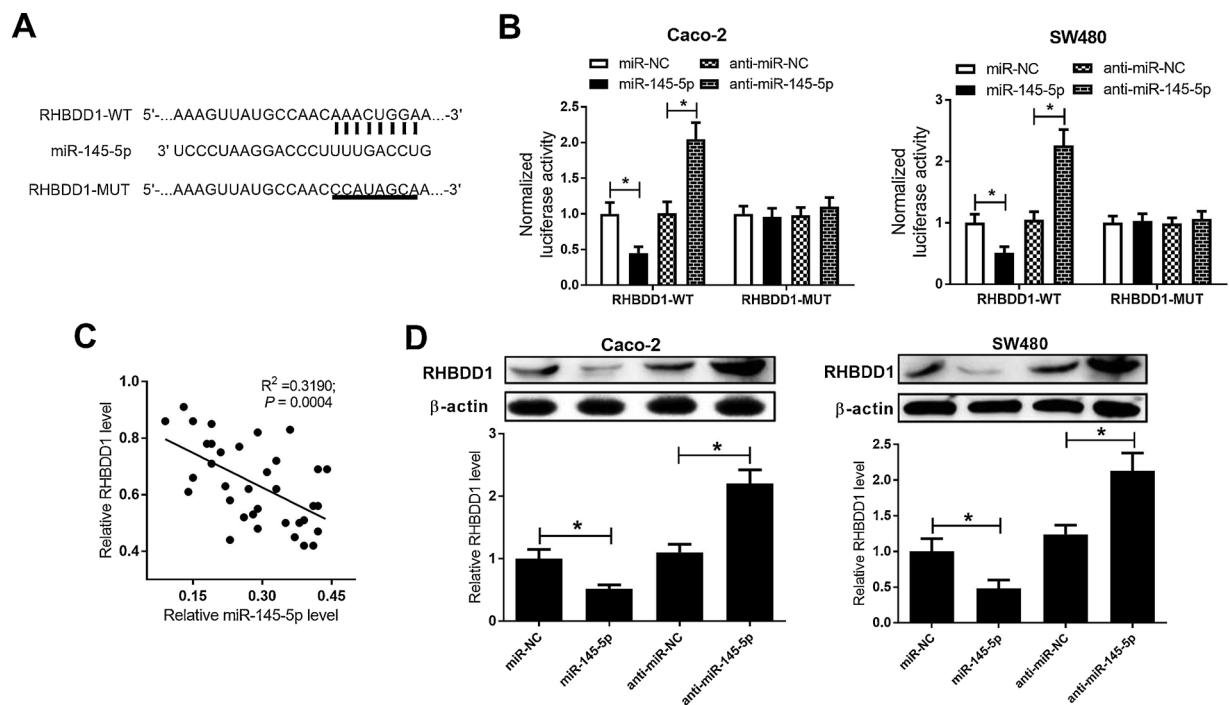 A
RHBDD1-WT 5'-...AAAGUUAUGCCAACAAACUGGAA...-3'
miR-145-5p 3' UCCCUAAGGACCCUUUUGACCUG
RHBDD1-MUT 5'-...AAAGUUAUGCCAACCCAUAGCAA...-3'
B
Caco-2
miR-NC anti-miR-NC
miR-145-5p anti-miR-145-5p
Normalized
luciferase activity
2.5
2.0
1.5
1.0
0.5
0.0
*
*
RHBDD1-WT RHBDD1-MUT
SW480
miR-NC anti-miR-NC
miR-145-5p anti-miR-145-5p
Normalized
luciferase activity
3
2
1
0
*
*
RHBDD1-WT RHBDD1-MUT
C
R2 =0.3190;
P = 0.0004
Relative RHBDD1 level
1.0
0.8
0.6
0.4
0.15 0.30 0.45
Relative miR-145-5p level
D
Caco-2
RHBDD1
β-actin
Relative RHBDD1 level
3
2
1
0
*
*
miR-NC miR-145-5p anti-miR-NC anti-miR-145-5p
SW480
RHBDD1
β-actin
Relative RHBDD1 level
2.5
2.0
1.5
1.0
0.5
0.0
*
*
miR-NC miR-145-5p anti-miR-NC anti-miR-145-5p